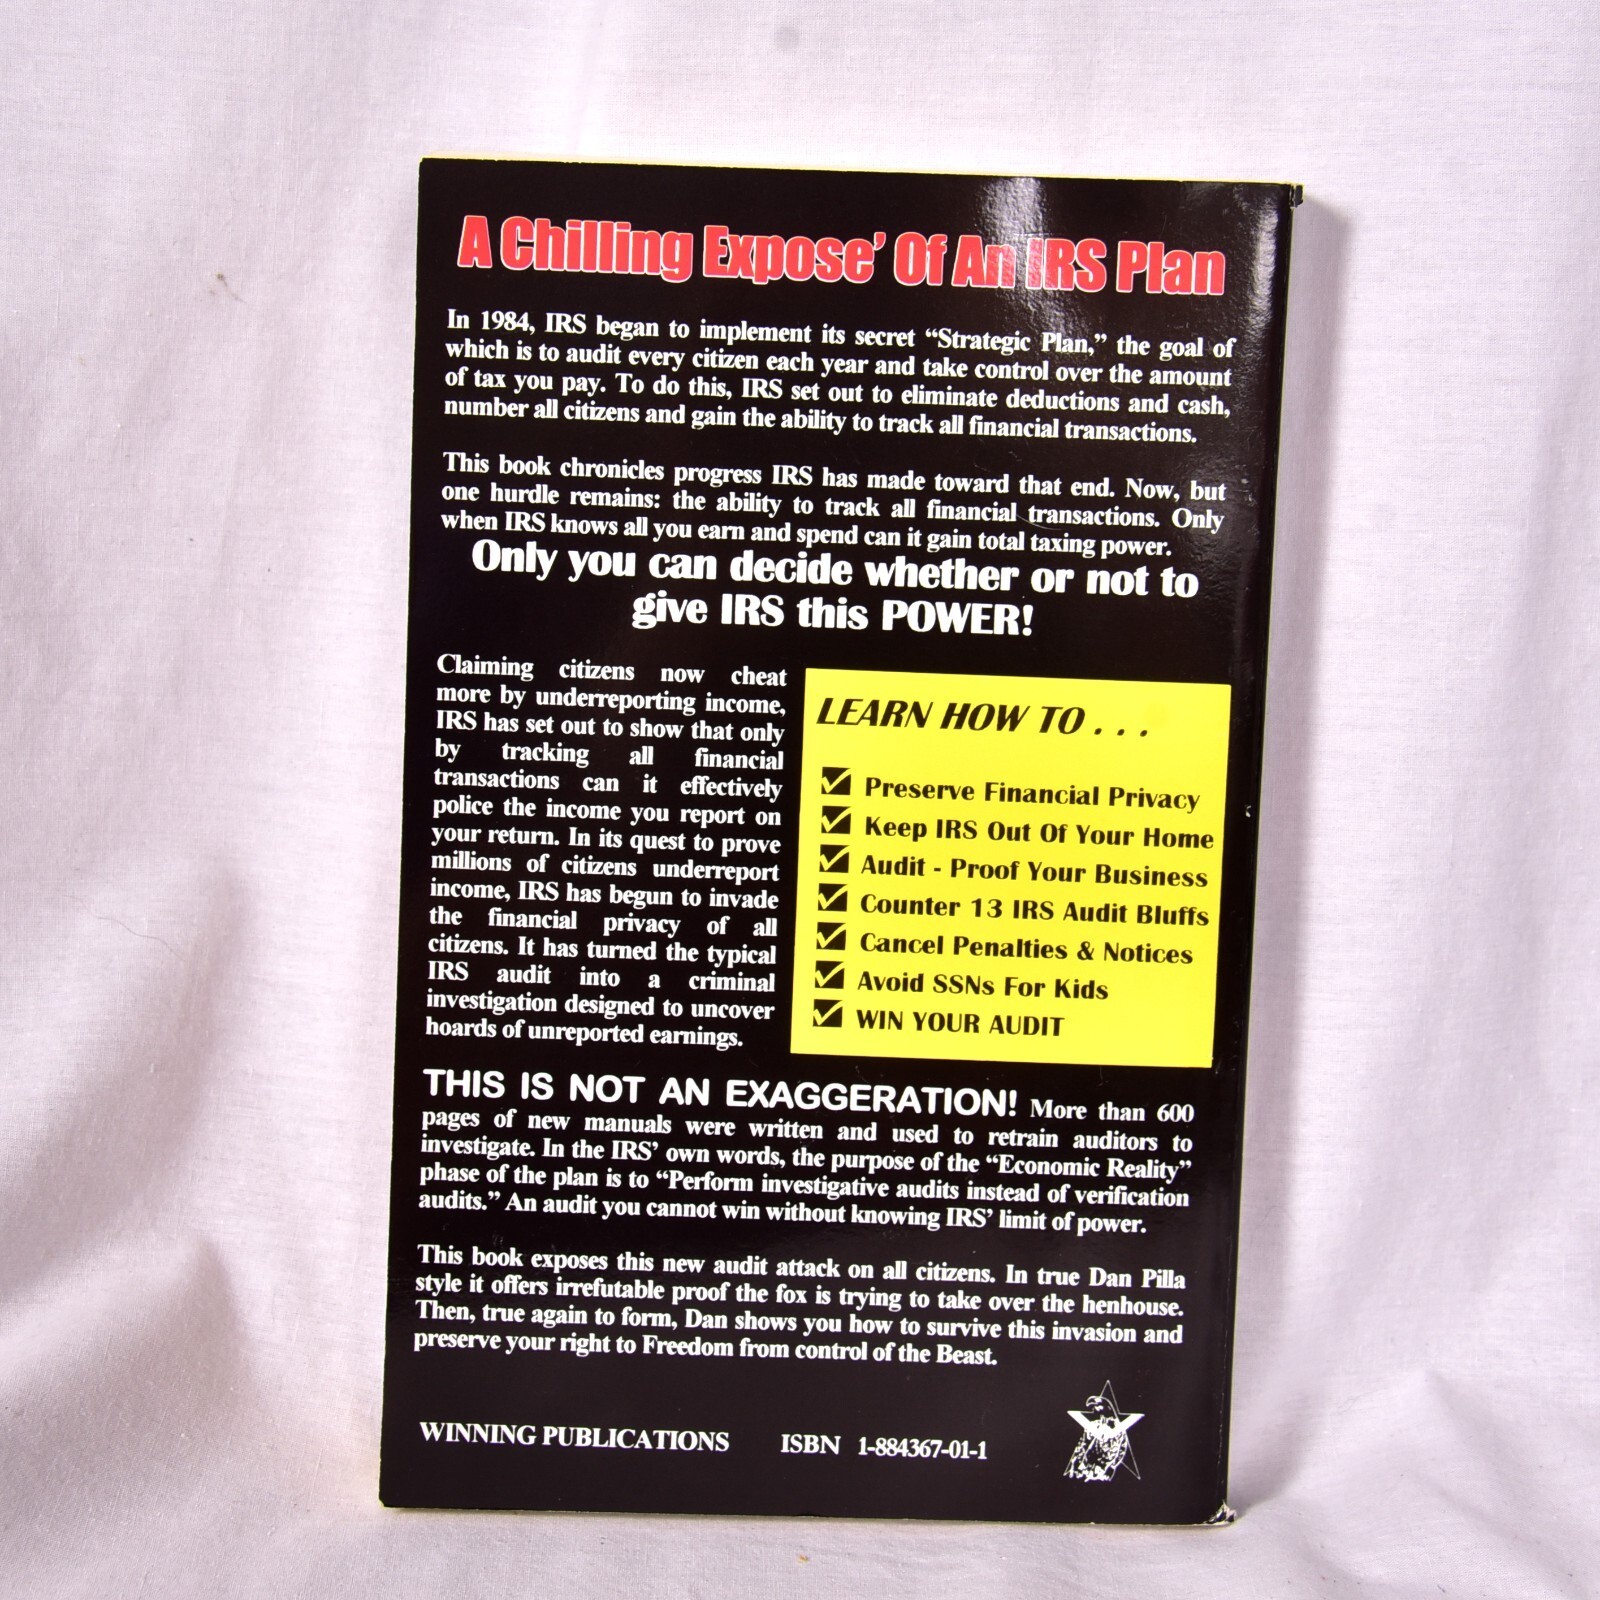 A Chilling Expose' Of An IRS Plan
In 1984, IRS began to implement its secret “Strategic Plan,” the goal of
which is to audit every citizen each year and take control over the amount
of tax you pay. To do this, IRS set out to eliminate deductions and cash,
number all citizens and gain the ability to track all financial transactions.
This book chronicles progress IRS has made toward that end. Now, but
one hurdle remains: the ability to track all financial transactions. Only
when IRS knows all you earn and spend can it gain total taxing power.
Only you can decide whether or not to
give IRS this POWER!
Claiming citizens now cheat
more by underreporting income,
IRS has set out to show that only
by tracking all financial
transactions can it effectively
police the income you report on
your return. In its quest to prove
millions of citizens underreport
income, IRS has begun to invade
the financial privacy of all
citizens. It has turned the typical
IRS audit into a criminal
investigation designed to uncover
hoards of unreported earnings.
LEARN HOW TO . . .
Preserve Financial Privacy
Keep IRS Out Of Your Home
Audit - Proof Your Business
Counter 13 IRS Audit Bluffs
Cancel Penalties & Notices
Avoid SSNs For Kids
WIN YOUR AUDIT
THIS IS NOT AN EXAGGERATION! More than 600
pages of new manuals were written and used to retrain auditors to
investigate. In the IRS’ own words, the purpose of the “Economic Reality”
phase of the plan is to “Perform investigative audits instead of verification
audits.” An audit you cannot win without knowing IRS’ limit of power.
This book exposes this new audit attack on all citizens. In true Dan Pilla
style it offers irrefutable proof the fox is trying to take over the henhouse.
Then, true again to form, Dan shows you how to survive this invasion and
preserve your right to Freedom from control of the Beast.
WINNING PUBLICATIONS ISBN 1-884367-01-1